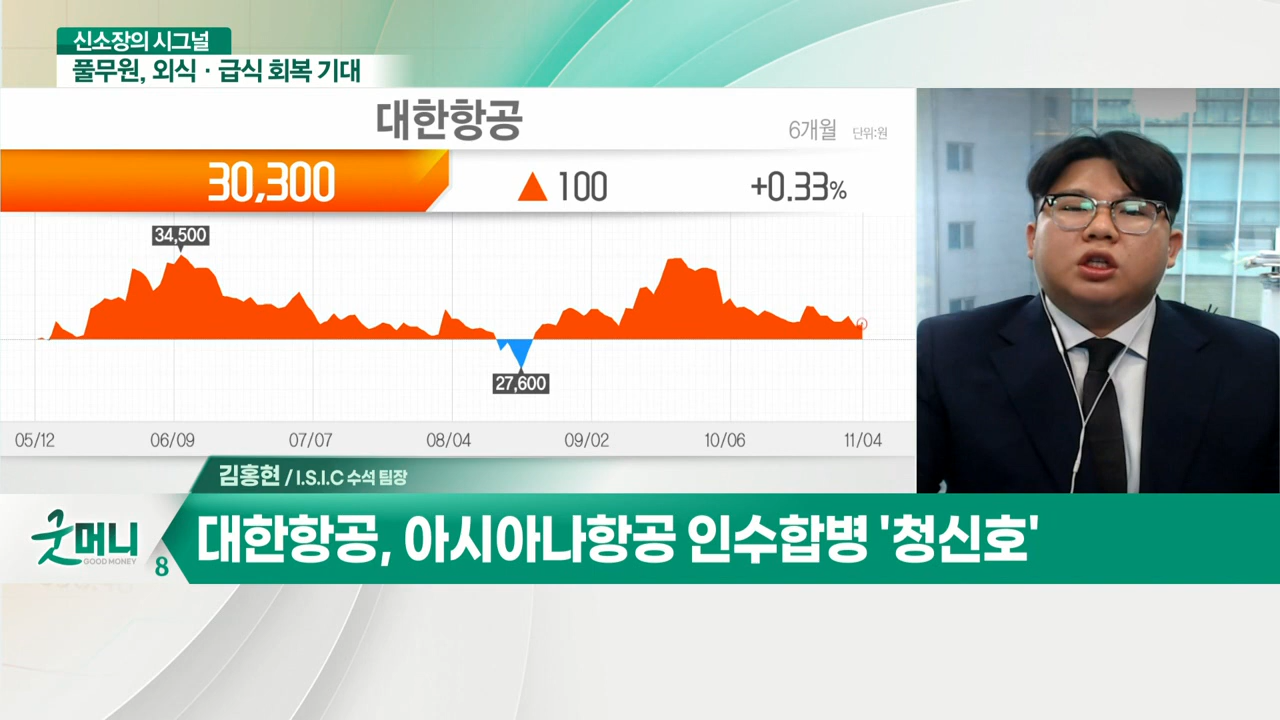 신소장의 시그널
풀무원, 외식 · 급식 회복 기대
대한항공
6개월 단위:원
30,300 ▲ 100 +0.33%
34,500
27,600
05/12 06/09 07/07 08/04 09/02 10/06 11/04
김홍현 / I.S.I.C 수석 팀장
굿머니
GOOD MONEY
8
대한항공, 아시아나항공 인수합병 '청신호'